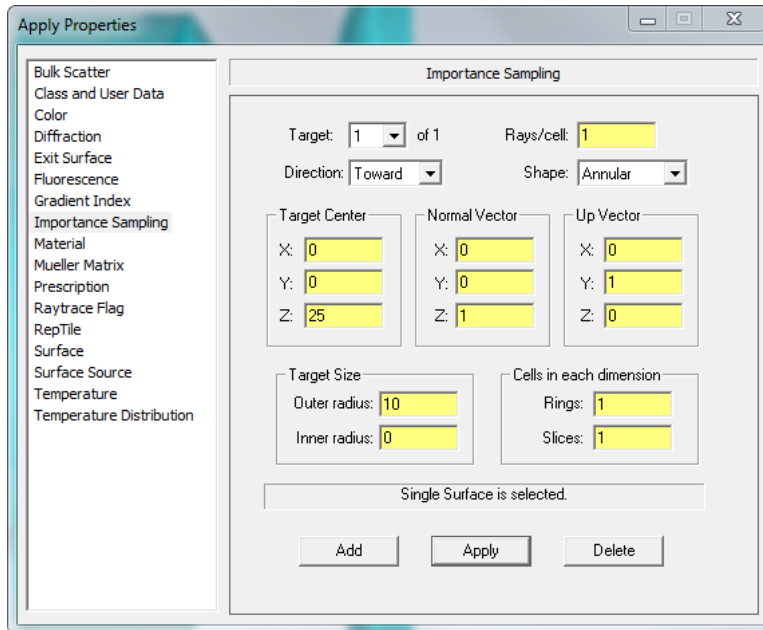 Apply Properties
Bulk Scatter
Class and User Data
Color
Diffraction
Exit Surface
Fluorescence
Gradient Index
Importance Sampling
Material
Mueller Matrix
Prescription
Raytrace Flag
RepTile
Surface
Surface Source
Temperature
Temperature Distribution
Importance Sampling
Target: 1 of 1 Rays/cell: 1
Direction: Toward Shape: Annular
Target Center Normal Vector Up Vector
X: 0 X: 0 X: 0
Y: 0 Y: 0 Y: 1
Z: 25 Z: 1 Z: 0
Target Size Cells in each dimension
Outer radius: 10 Rings: 1
Inner radius: 0 Slices: 1
Single Surface is selected.
Add Apply Delete